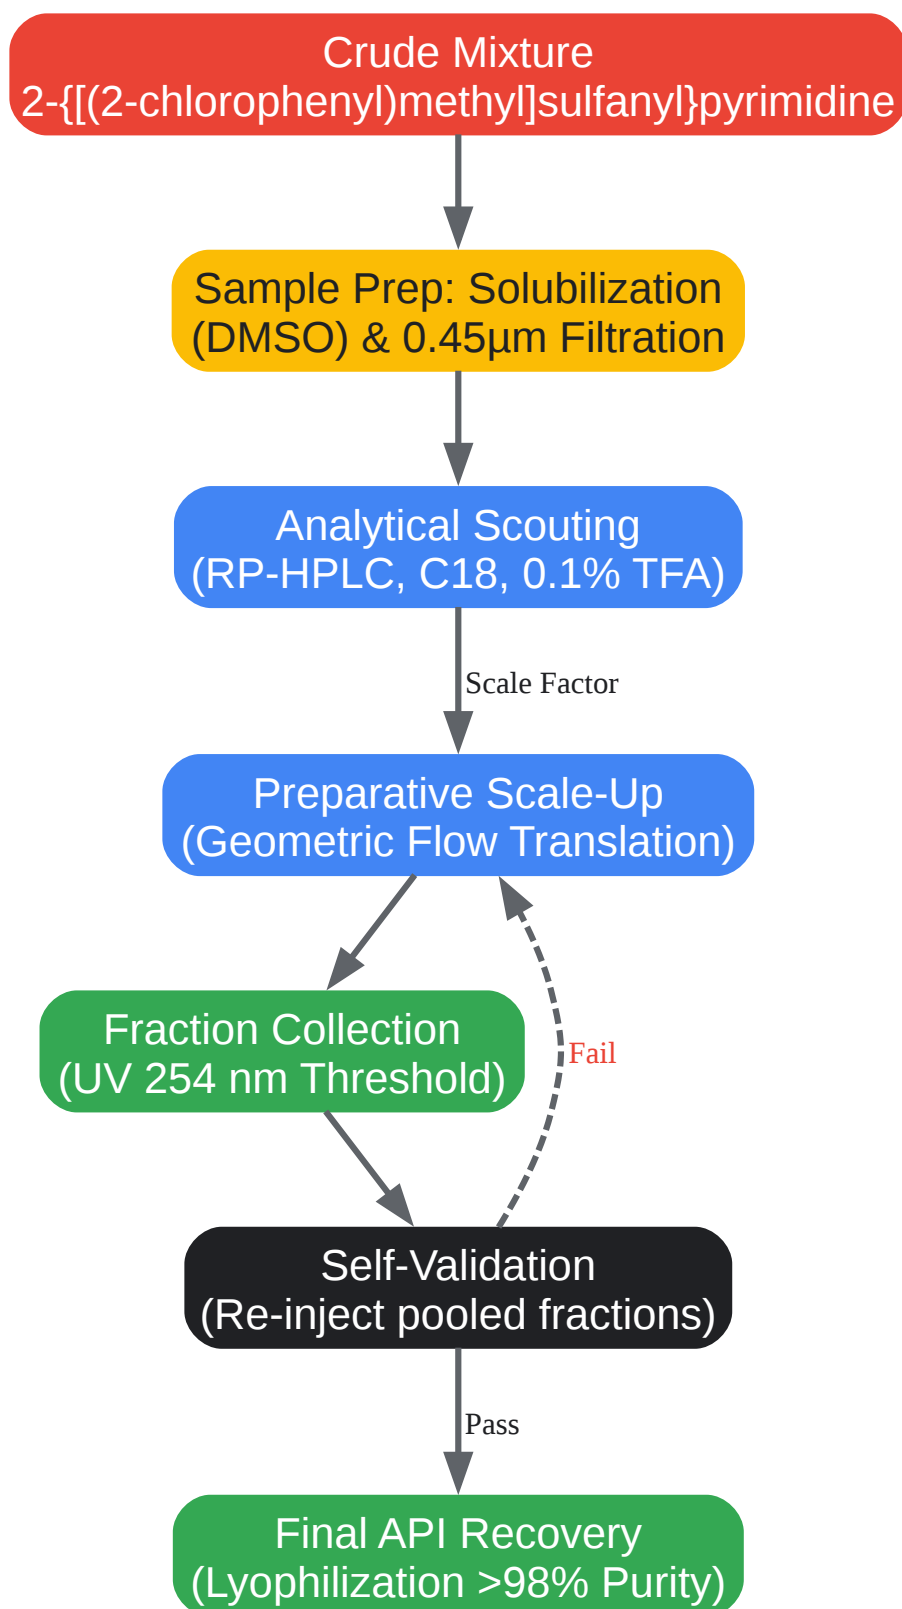 Crude Mixture
2-{[(2-chlorophenyl)methyl]sulfanyl}pyrimidine
Sample Prep: Solubilization
(DMSO) & 0.45µm Filtration
Analytical Scouting
(RP-HPLC, C18, 0.1% TFA)
Scale Factor
Preparative Scale-Up
(Geometric Flow Translation)
Fraction Collection
(UV 254 nm Threshold)
Fail
Self-Validation
(Re-inject pooled fractions)
Pass
Final API Recovery
(Lyophilization >98% Purity)